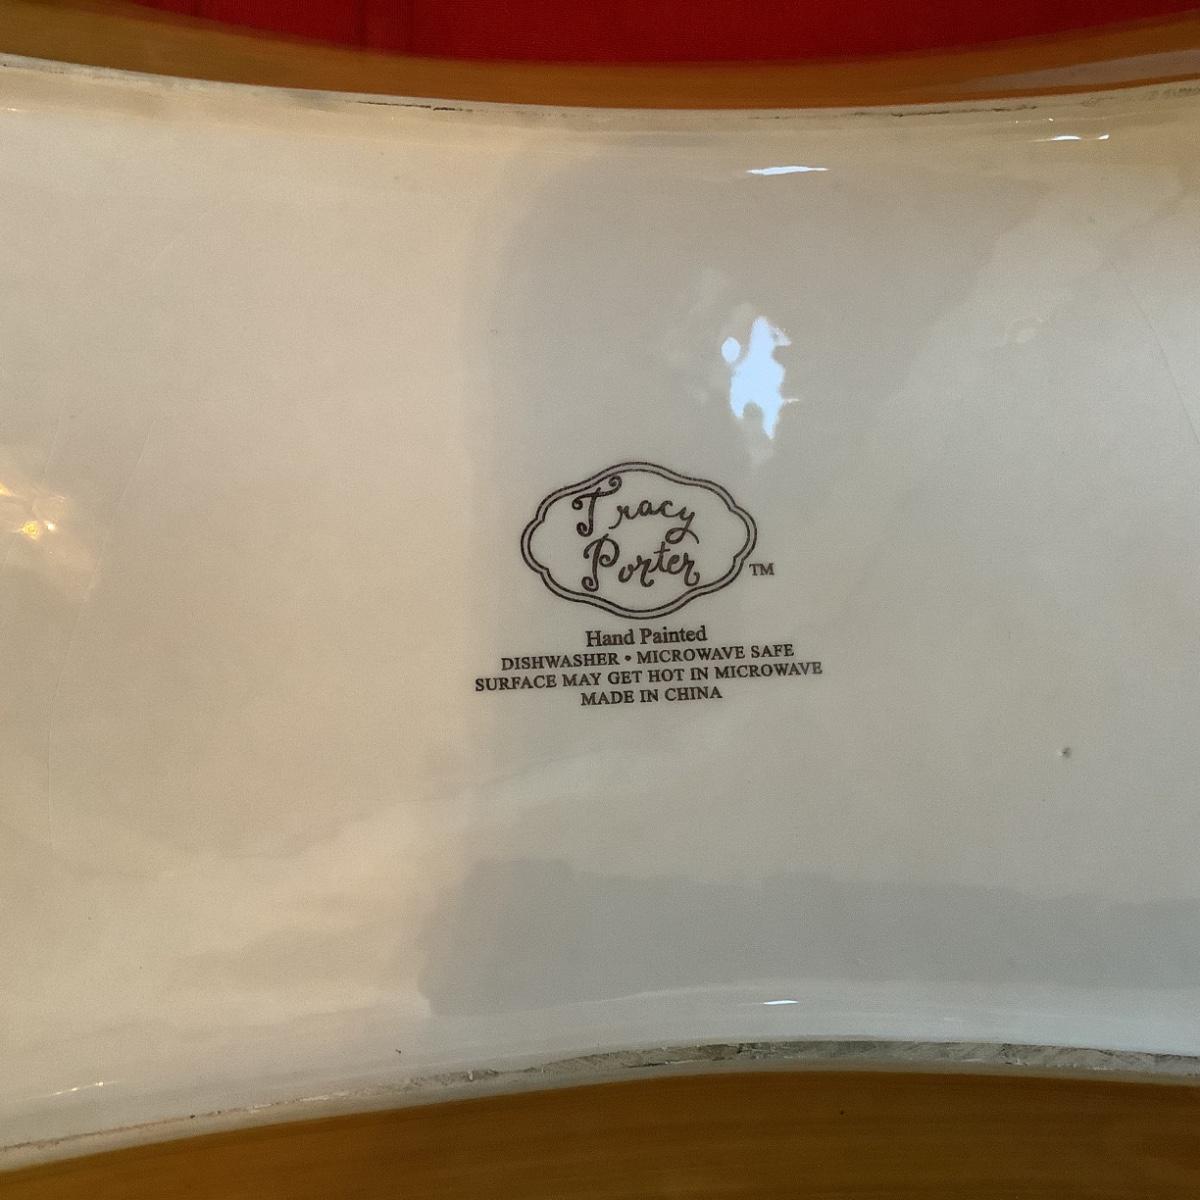 Tracy
Porter
TM
Hand Painted
DISHWASHER • MICROWAVE SAFE
SURFACE MAY GET HOT IN MICROWAVE
MADE IN CHINA